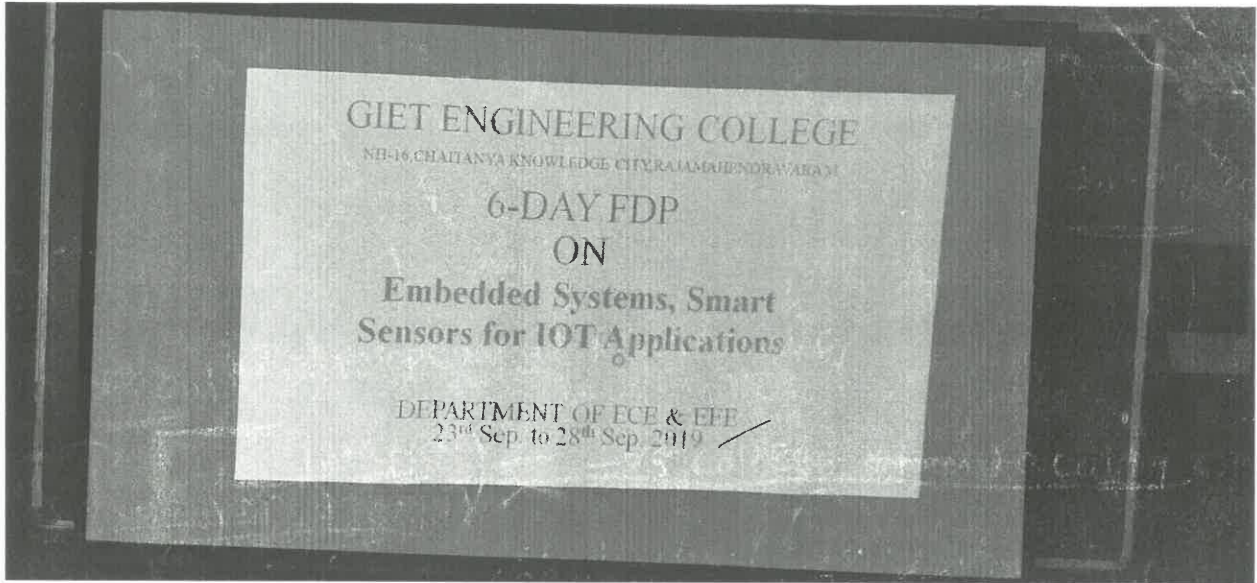 GIET ENGINEERING COLLEGE
NH-16,CHAITANYA KNOWLEDGE CITY,RAJAMAHENDRAVARAM
6-DAY FDP
ON
Embedded Systems, Smart
Sensors for IOT Applications
DEPARTMENT OF ECE & EEE
23rd Sep. to 28th Sep. 2019